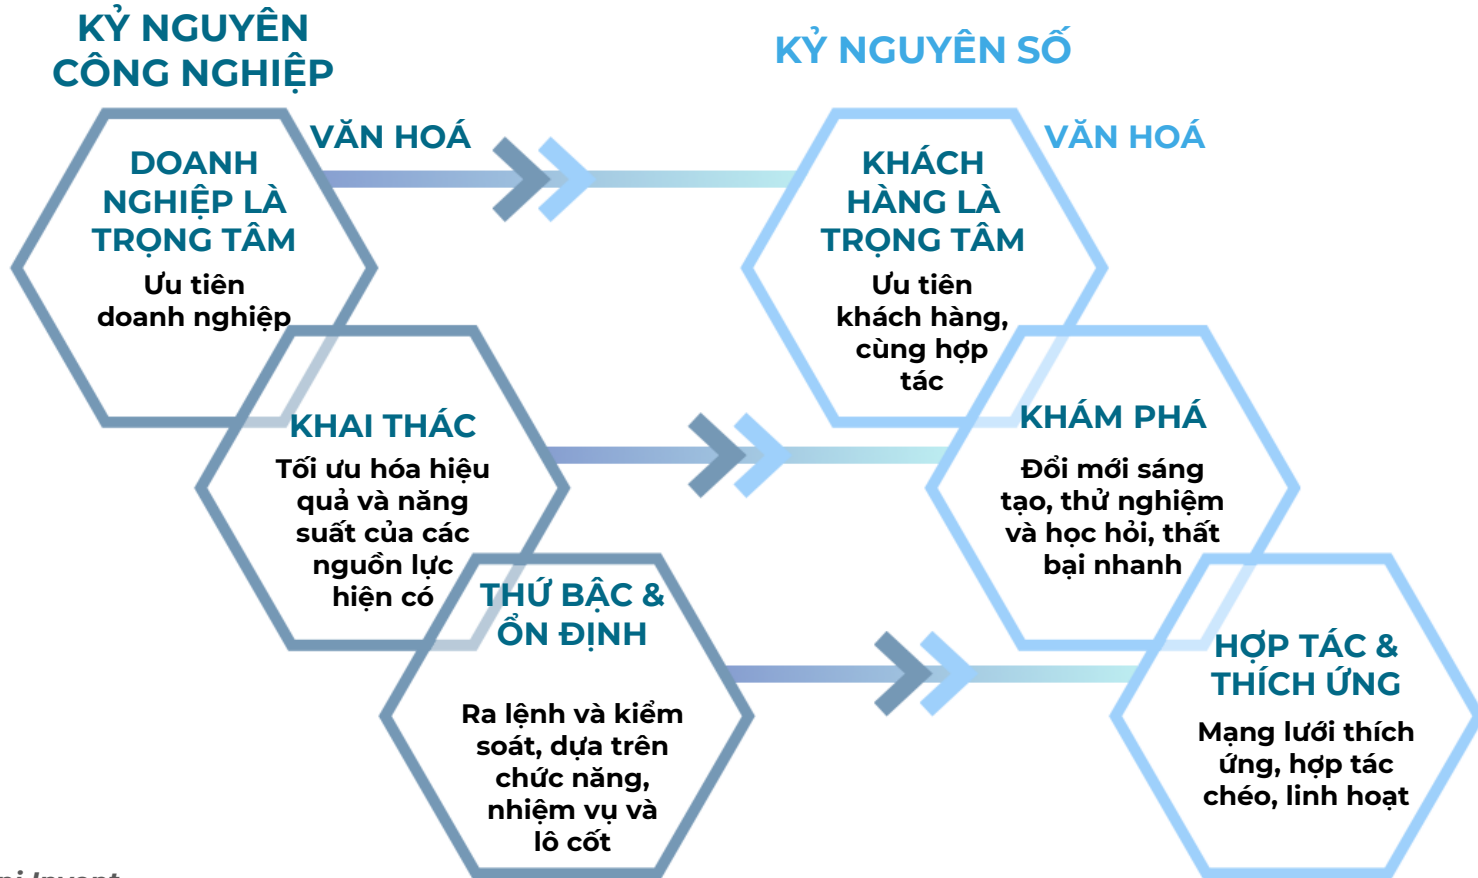 KỶ NGUYÊN
CÔNG NGHIỆP
KỶ NGUYÊN SỐ
VĂN HOÁ
VĂN HOÁ
DOANH
NGHIỆP LÀ
TRỌNG TÂM
Ưu tiên
doanh nghiệp
KHÁCH
HÀNG LÀ
TRỌNG TÂM
Ưu tiên
khách hàng,
cùng hợp
tác
KHAI THÁC
Tối ưu hóa hiệu
quả và năng
suất của các
nguồn lực
hiện có
KHÁM PHÁ
Đổi mới sáng
tạo, thử nghiệm
và học hỏi, thất
bại nhanh
THỨ BẬC &
ỔN ĐỊNH
Ra lệnh và kiểm
soát, dựa trên
chức năng,
nhiệm vụ và
lô cốt
HỢP TÁC &
THÍCH ỨNG
Mạng lưới thích
ứng, hợp tác
chéo, linh hoạt